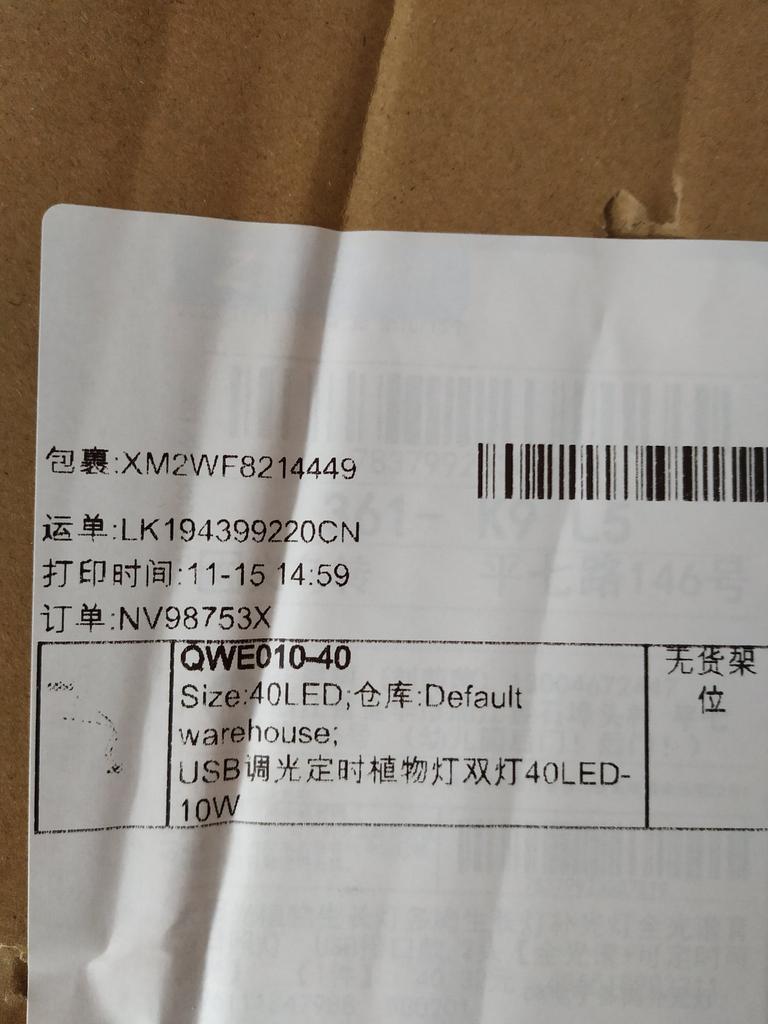 包裹:XM2WF8214449
运单:LK194399220CN
打印时间:11-15 14:59
订单:NV98753X
QWE010-40
无货架
Size:40LED;仓库:Default
位
warehouse;
USB调光定时植物灯双灯40LED-
10W